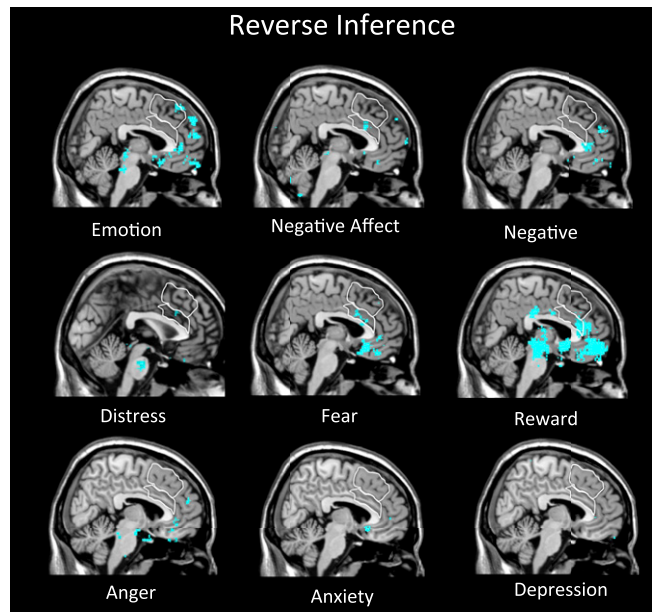 Reverse Inference
Emotion
Negative Affect
Negative
Distress
Fear
Reward
Anger
Anxiety
Depression